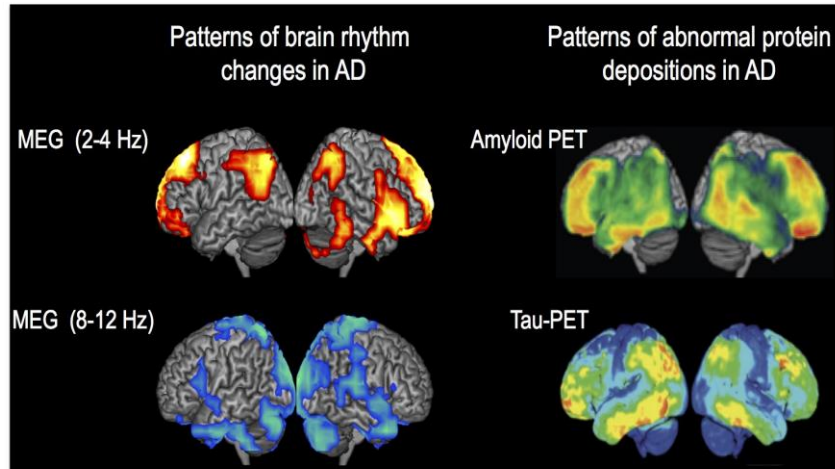 Patterns of brain rhythm
changes in AD
Patterns of abnormal protein
depositions in AD
MEG (2-4 Hz)
Amyloid PET
MEG (8-12 Hz)
Tau-PET